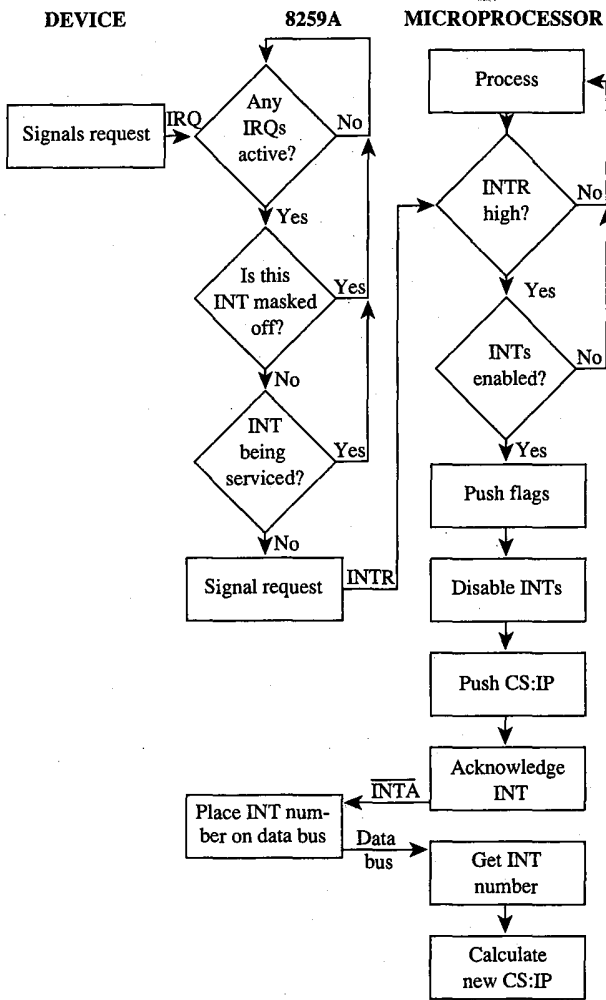 DEVICE
8259A
MICROPROCESSOR
Signals request
IRQ
Any
IRQs
active?
No
Yes
Is this
INT masked
off?
Yes
No
INT
being
serviced?
Yes
No
Signal request
INTR
Process
INTR
high?
No
Yes
INTs
enabled?
No
Yes
Push flags
Disable INTs
Push CS:IP
Acknowledge
INT
INTA
Place INT num-
ber on data bus
Data
bus
Get INT
number
Calculate
new CS:IP